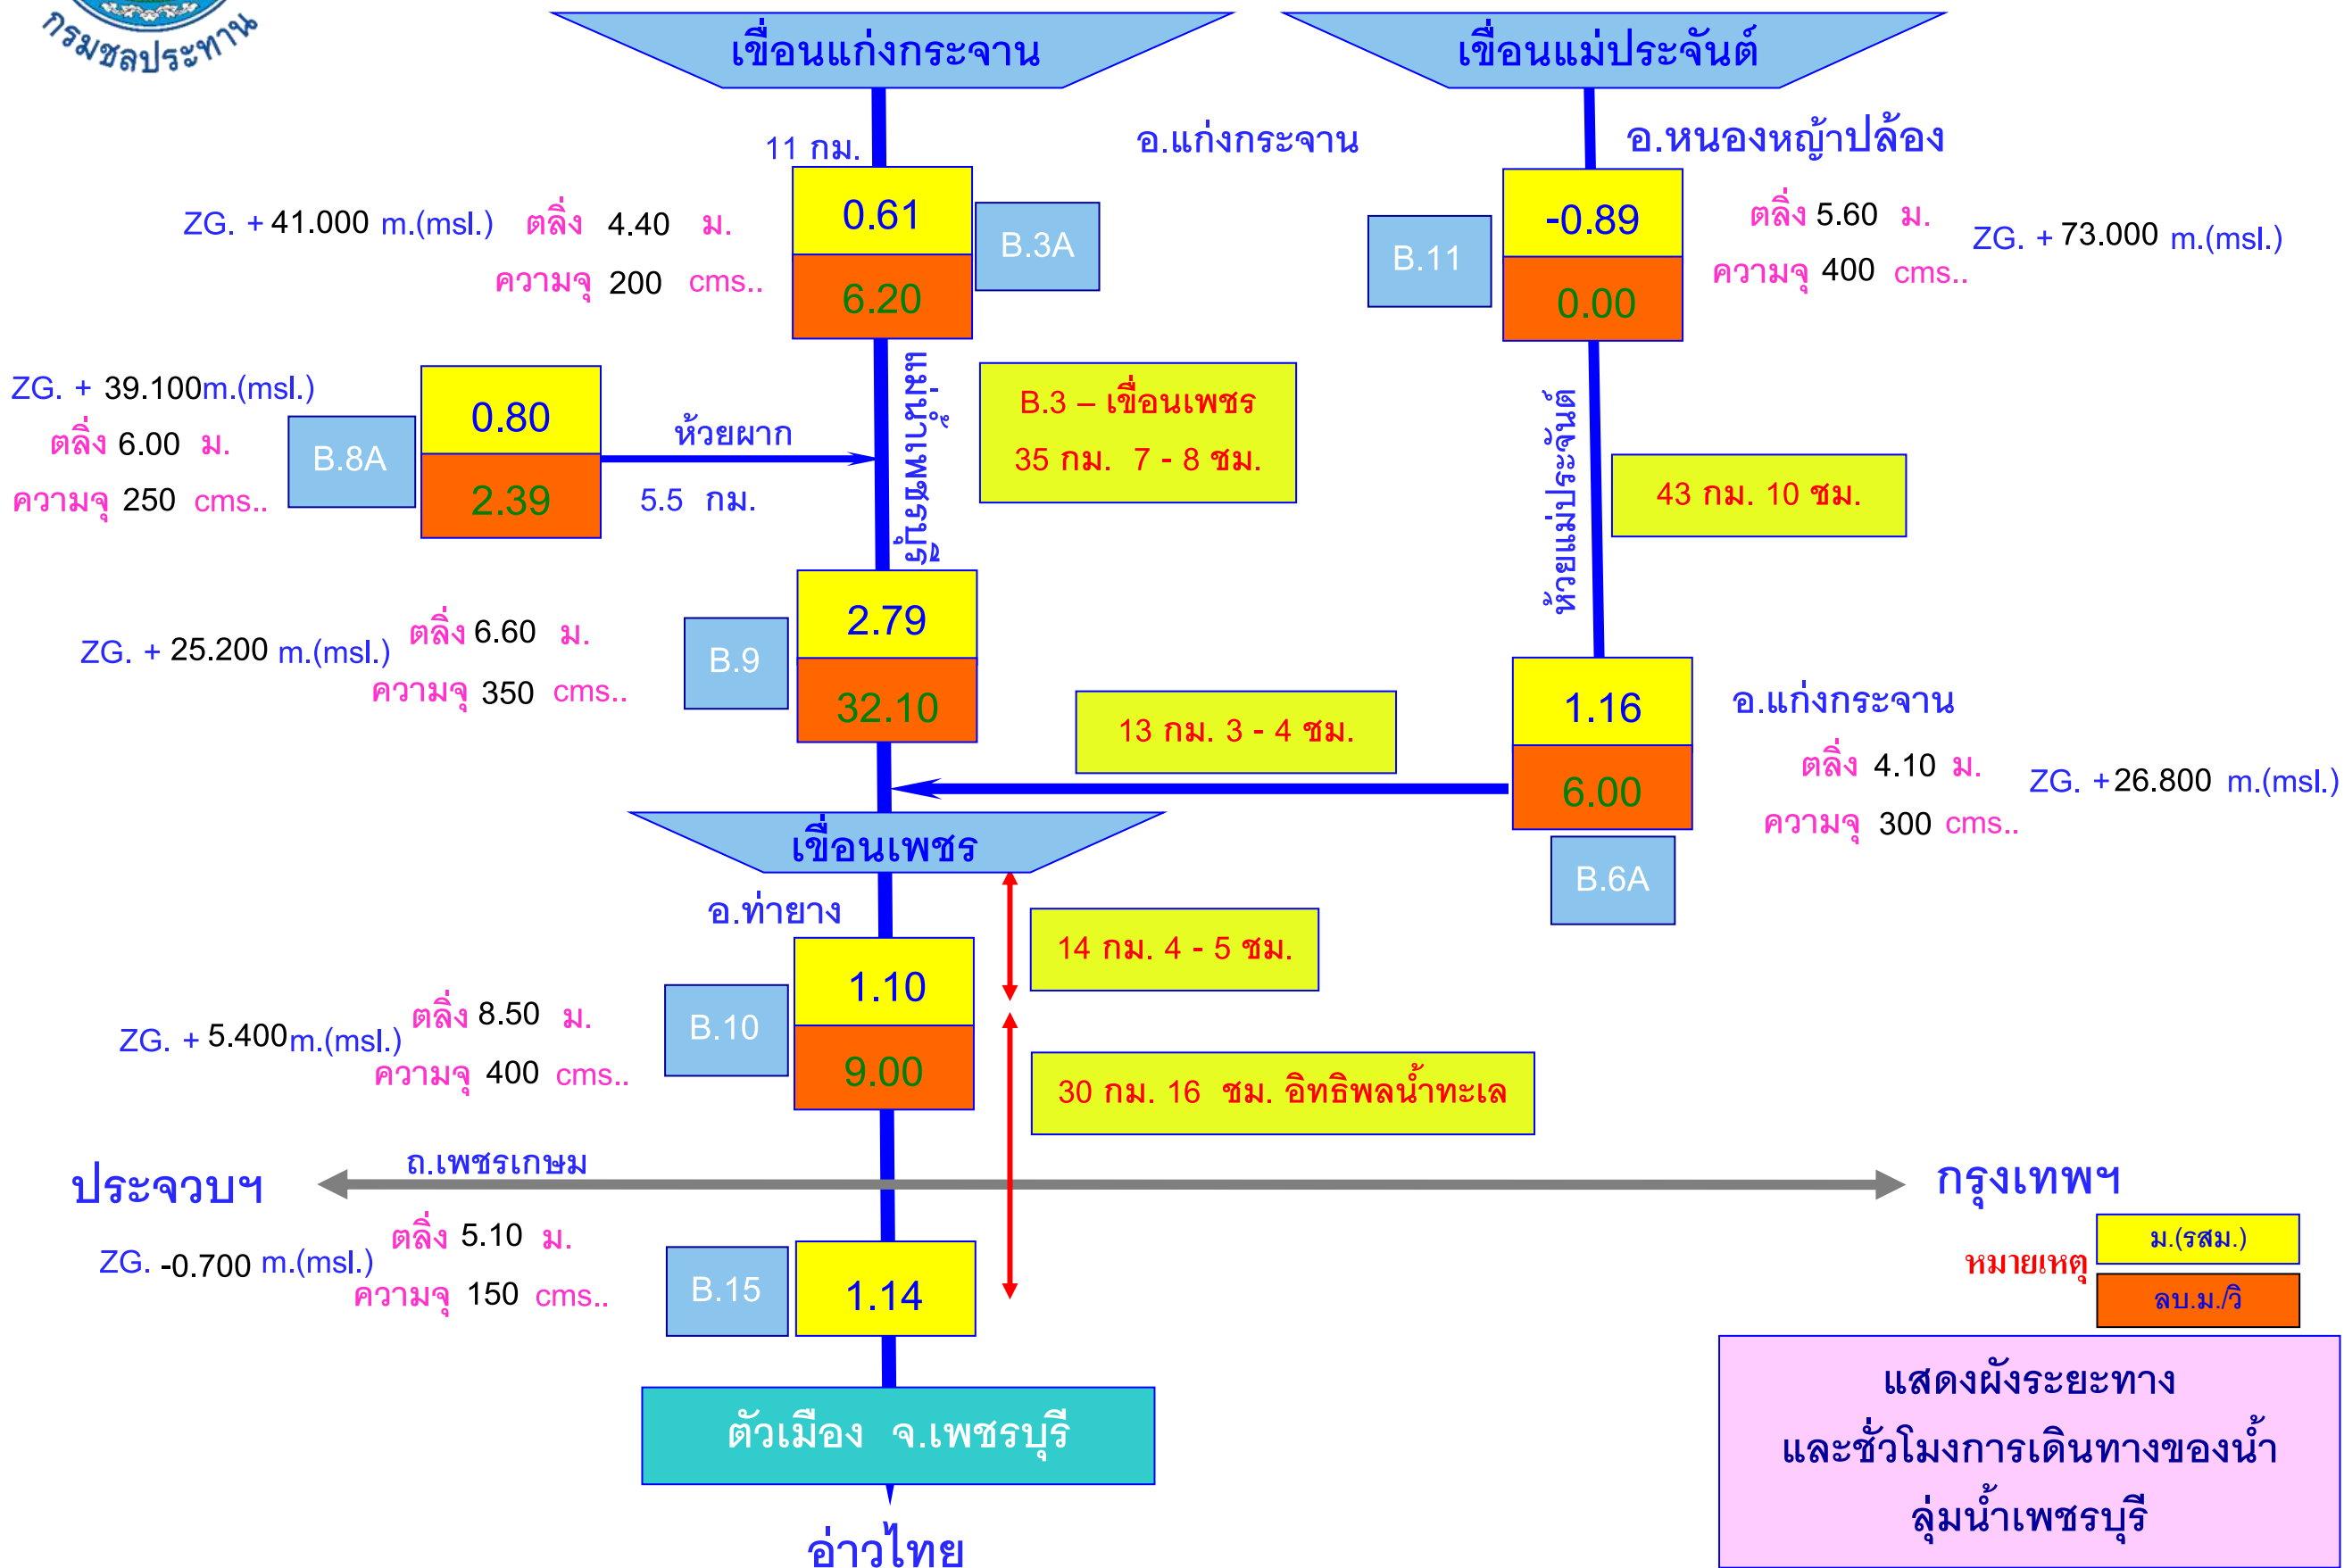 กรมชลประทาน
เขื่อนแก่งกระจาน
เขื่อนแม่ประจันต์
11 กม.
อ.แก่งกระจาน
อ.หนองหญ้าปล้อง
ZG. + 41.000 m.(msl.)
ตลิ่ง 4.40 ม.
ความจุ 200 cms..
0.61
6.20
B.3A
B.11
-0.89
0.00
ตลิ่ง 5.60 ม.
ความจุ 400 cms..
ZG. + 73.000 m.(msl.)
ZG. + 39.100m.(msl.)
ตลิ่ง 6.00 ม.
ความจุ 250 cms..
B.8A
0.80
2.39
ห้วยผาก
5.5 กม.
แม่น้ำเพชรบุรี
B.3 – เขื่อนเพชร
35 กม. 7 - 8 ชม.
ห้วยแม่ประจันต์
43 กม. 10 ชม.
ZG. + 25.200 m.(msl.)
ตลิ่ง 6.60 ม.
ความจุ 350 cms..
B.9
2.79
32.10
13 กม. 3 - 4 ชม.
1.16
6.00
B.6A
อ.แก่งกระจาน
ตลิ่ง 4.10 ม.
ความจุ 300 cms..
ZG. + 26.800 m.(msl.)
เขื่อนเพชร
อ.ท่ายาง
14 กม. 4 - 5 ชม.
ZG. + 5.400m.(msl.)
ตลิ่ง 8.50 ม.
ความจุ 400 cms..
B.10
1.10
9.00
30 กม. 16 ชม. อิทธิพลน้ำทะเล
ประจวบฯ
ถ.เพชรเกษม
กรุงเทพฯ
ZG. -0.700 m.(msl.)
ตลิ่ง 5.10 ม.
ความจุ 150 cms..
B.15
1.14
หมายเหตุ
ม.(รสม.)
ลบ.ม./วิ
ตัวเมือง จ.เพชรบุรี
อ่าวไทย
แสดงผังระยะทาง
และชั่วโมงการเดินทางของน้ำ
ลุ่มน้ำเพชรบุรี